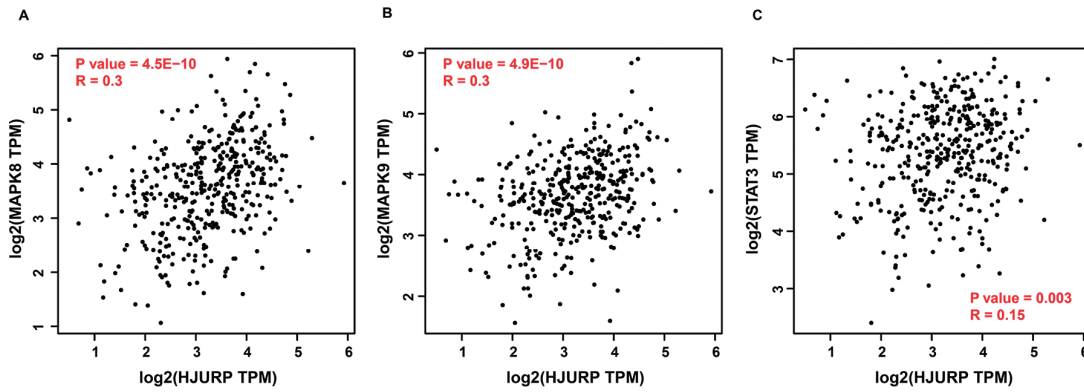 A
P value = 4.5E−10
R = 0.3
log2(MAPK8 TPM)
6
5
4
3
2
1
1 2 3 4 5 6
log2(HJURP TPM)
B
P value = 4.9E−10
R = 0.3
log2(MAPK9 TPM)
6
5
4
3
2
1 2 3 4 5 6
log2(HJURP TPM)
C
log2(STAT3 TPM)
7
6
5
4
3
P value = 0.003
R = 0.15
1 2 3 4 5 6
log2(HJURP TPM)